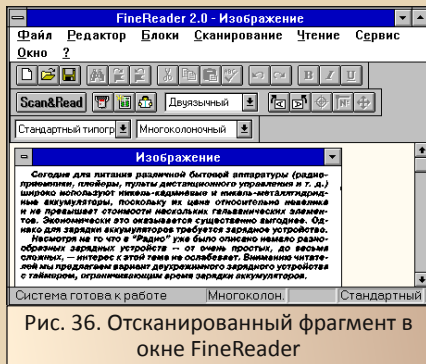 FineReader 2.0 - Изображение
Файл Редактор Блоки Сканирование Чтение Сервис
Окно ?
B I U
Scan&Read Двуязычный
Стандартный типогр Многоколоночный
Изображение
Сегодня для питания различной бытовой аппаратуры (радио-
приемники, плейеры, пульты дистанционного управления и т. д.)
широко используют никель-кадмиевые и никель-металлгидрид-
ные аккумуляторы, поскольку их цена относительно невелика
и не превышает стоимости нескольких гальванических элемен-
тов. Экономически это оказывается существенно выгоднее. Од-
нако для зарядки аккумуляторов требуется зарядное устройство.
Несмотря на то что в "Радио" уже было описано немало разно-
образных зарядных устройств — от очень простых, до весьма
сложных, — интерес к этой теме не ослабевает. Вниманию читате-
лей мы предлагаем вариант двухрежимного зарядного устройства
с таймером, ограничивающим время зарядки аккумуляторов.
Система готова к работе Многоколон. Стандартный
Рис. 36. Отсканированный фрагмент в
окне FineReader